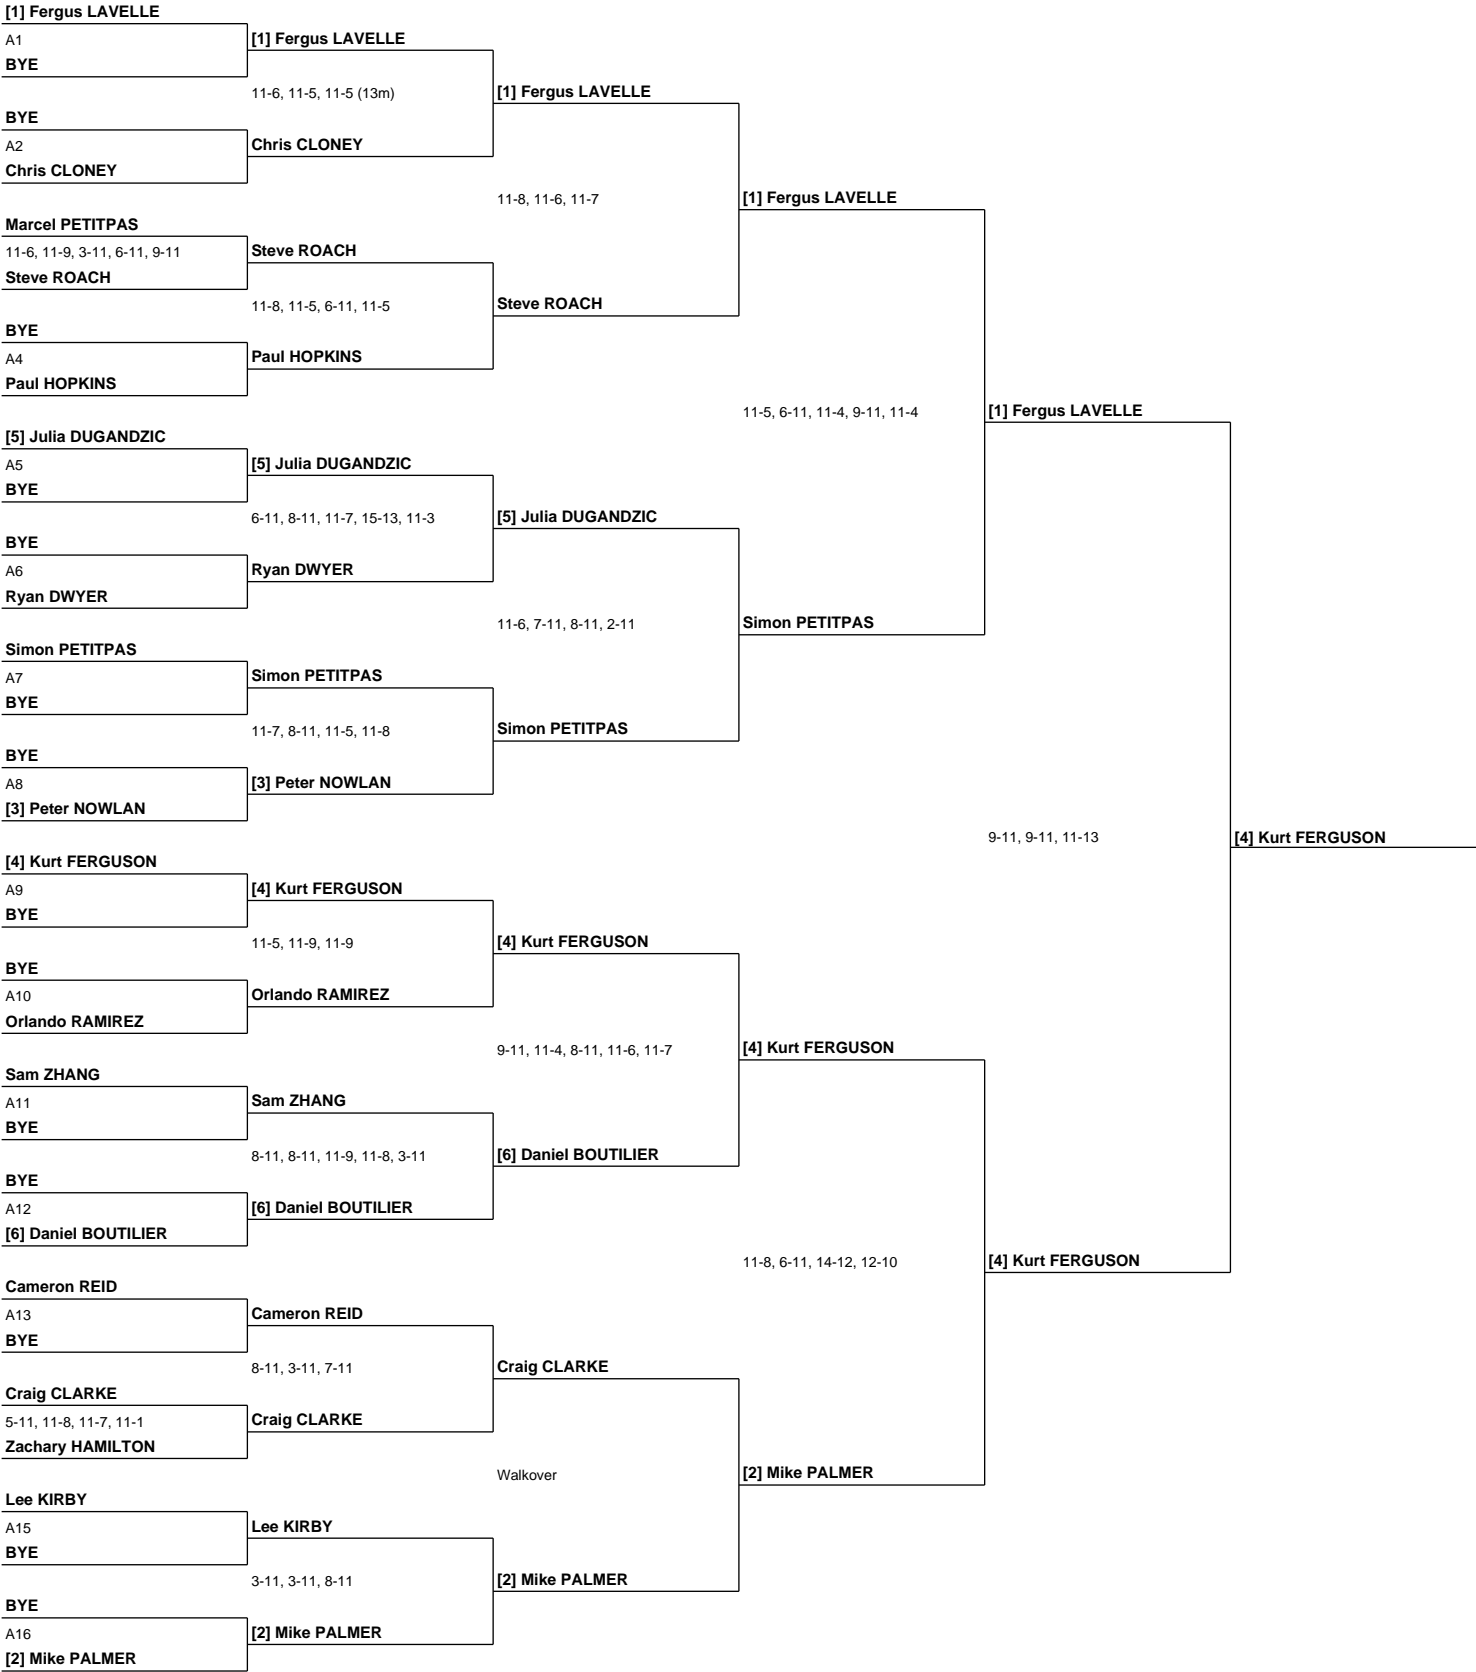 [1] Fergus LAVELLE
A1
[1] Fergus LAVELLE
BYE
11-6, 11-5, 11-5 (13m)
[1] Fergus LAVELLE
BYE
A2
Chris CLONEY
Chris CLONEY
11-8, 11-6, 11-7
[1] Fergus LAVELLE
Marcel PETITPAS
11-6, 11-9, 3-11, 6-11, 9-11
Steve ROACH
Steve ROACH
11-8, 11-5, 6-11, 11-5
Steve ROACH
BYE
A4
Paul HOPKINS
Paul HOPKINS
11-5, 6-11, 11-4, 9-11, 11-4
[1] Fergus LAVELLE
[5] Julia DUGANDZIC
A5
[5] Julia DUGANDZIC
BYE
6-11, 8-11, 11-7, 15-13, 11-3
[5] Julia DUGANDZIC
BYE
A6
Ryan DWYER
Ryan DWYER
11-6, 7-11, 8-11, 2-11
Simon PETITPAS
Simon PETITPAS
A7
Simon PETITPAS
BYE
11-7, 8-11, 11-5, 11-8
Simon PETITPAS
BYE
A8
[3] Peter NOWLAN
[3] Peter NOWLAN
9-11, 9-11, 11-13
[4] Kurt FERGUSON
[4] Kurt FERGUSON
A9
[4] Kurt FERGUSON
BYE
11-5, 11-9, 11-9
[4] Kurt FERGUSON
BYE
A10
Orlando RAMIREZ
Orlando RAMIREZ
9-11, 11-4, 8-11, 11-6, 11-7
[4] Kurt FERGUSON
Sam ZHANG
A11
Sam ZHANG
BYE
8-11, 8-11, 11-9, 11-8, 3-11
[6] Daniel BOUTILIER
BYE
A12
[6] Daniel BOUTILIER
[6] Daniel BOUTILIER
11-8, 6-11, 14-12, 12-10
[4] Kurt FERGUSON
Cameron REID
A13
Cameron REID
BYE
8-11, 3-11, 7-11
Craig CLARKE
Craig CLARKE
5-11, 11-8, 11-7, 11-1
Craig CLARKE
Zachary HAMILTON
Walkover
[2] Mike PALMER
Lee KIRBY
A15
Lee KIRBY
BYE
3-11, 3-11, 8-11
[2] Mike PALMER
BYE
A16
[2] Mike PALMER
[2] Mike PALMER